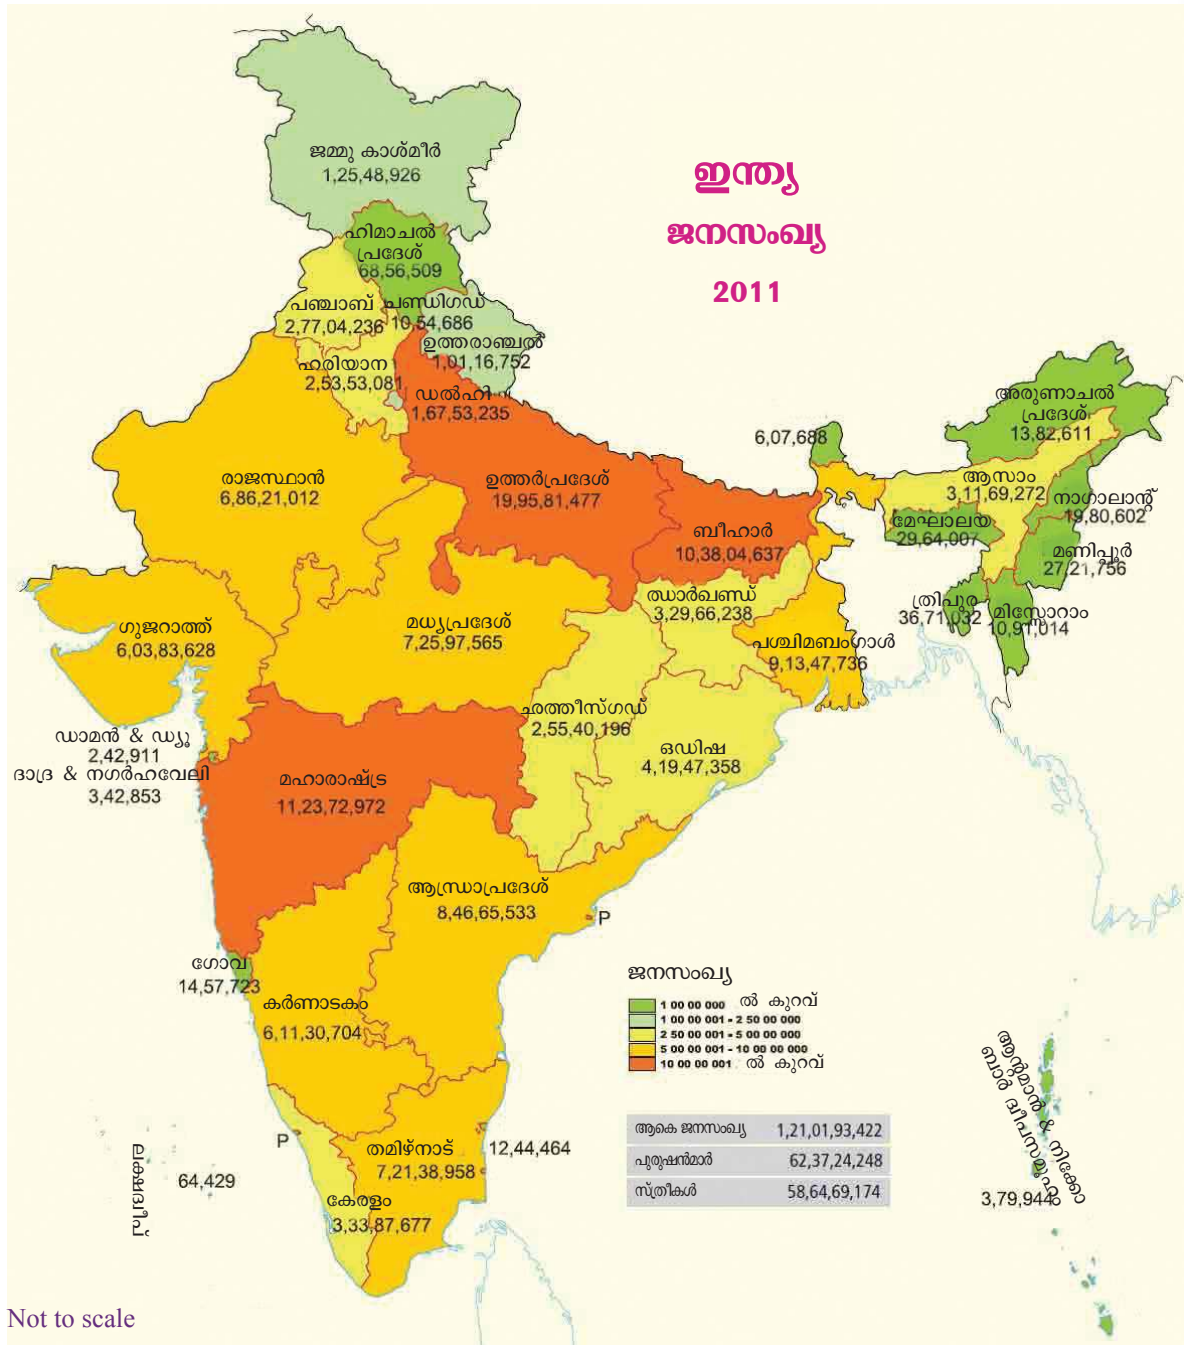 ഇന്ത്യ
ജനസംഖ്യ
2011
ജമ്മു കാശ്മീർ
1,25,48,926
ഹിമാചൽ
പ്രദേശ്
68,56,509
പഞ്ചാബ്
2,77,04,236
ചണ്ഡിഗഡ്
10,54,686
ഉത്തരാഞ്ചൽ
1,01,16,752
ഹരിയാന
2,53,53,081
ഡൽഹി
1,67,53,235
അരുണാചൽ
പ്രദേശ്
13,82,611
6,07,688
രാജസ്ഥാൻ
6,86,21,012
ഉത്തർപ്രദേശ്
19,95,81,477
ആസാം
3,11,69,272
നാഗാലാന്റ്
19,80,602
ബീഹാർ
10,38,04,637
മേഘാലയ
29,64,007
മണിപ്പൂർ
27,21,756
ഝാർഖണ്ഡ്
3,29,66,238
ത്രിപുര
36,71,032
മിസ്സോറാം
10,91,014
ഗുജറാത്ത്
6,03,83,628
മധ്യപ്രദേശ്
7,25,97,565
പശ്ചിമബംഗാൾ
9,13,47,736
ഛത്തീസ്ഗഡ്
2,55,40,196
ഡാമൻ & ഡ്യൂ
2,42,911
ദാദ്ര & നഗർഹവേലി
3,42,853
ഒഡിഷ
4,19,47,358
മഹാരാഷ്ട്ര
11,23,72,972
ആന്ധ്രാപ്രദേശ്
8,46,65,533
P
ഗോവ
14,57,723
കർണാടകം
6,11,30,704
ജനസംഖ്യ
1 00 00 000 ൽ കുറവ്
1 00 00 001 - 2 50 00 000
2 50 00 001 - 5 00 00 000
5 00 00 001 - 10 00 00 000
10 00 00 001 ൽ കുറവ്
ആകെ ജനസംഖ്യ 1,21,01,93,422
പുരുഷൻമാർ 62,37,24,248
സ്ത്രീകൾ 58,64,69,174
ആന്റമാൻ & നിക്കോ
ബാർ ദ്വീപസമൂഹം
3,79,944
P
തമിഴ്നാട്
7,21,38,958
12,44,464
ലക്ഷദ്വീപ്
64,429
കേരളം
3,33,87,677
Not to scale